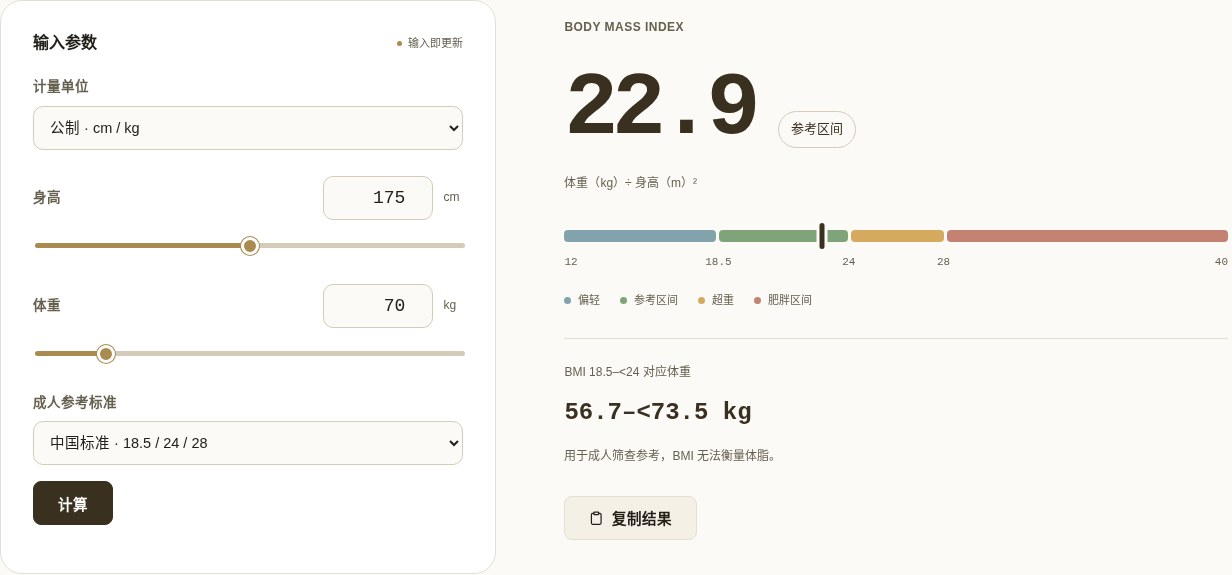 输入参数
输入即更新
计量单位
公制 · cm / kg
身高
175
cm
体重
70
kg
成人参考标准
中国标准 · 18.5 / 24 / 28
计算
BODY MASS INDEX
22.9
参考区间
体重（kg）÷ 身高（m）²
12 18.5 24 28 40
偏轻 参考区间 超重 肥胖区间
BMI 18.5–<24 对应体重
56.7–<73.5 kg
用于成人筛查参考，BMI 无法衡量体脂。
复制结果